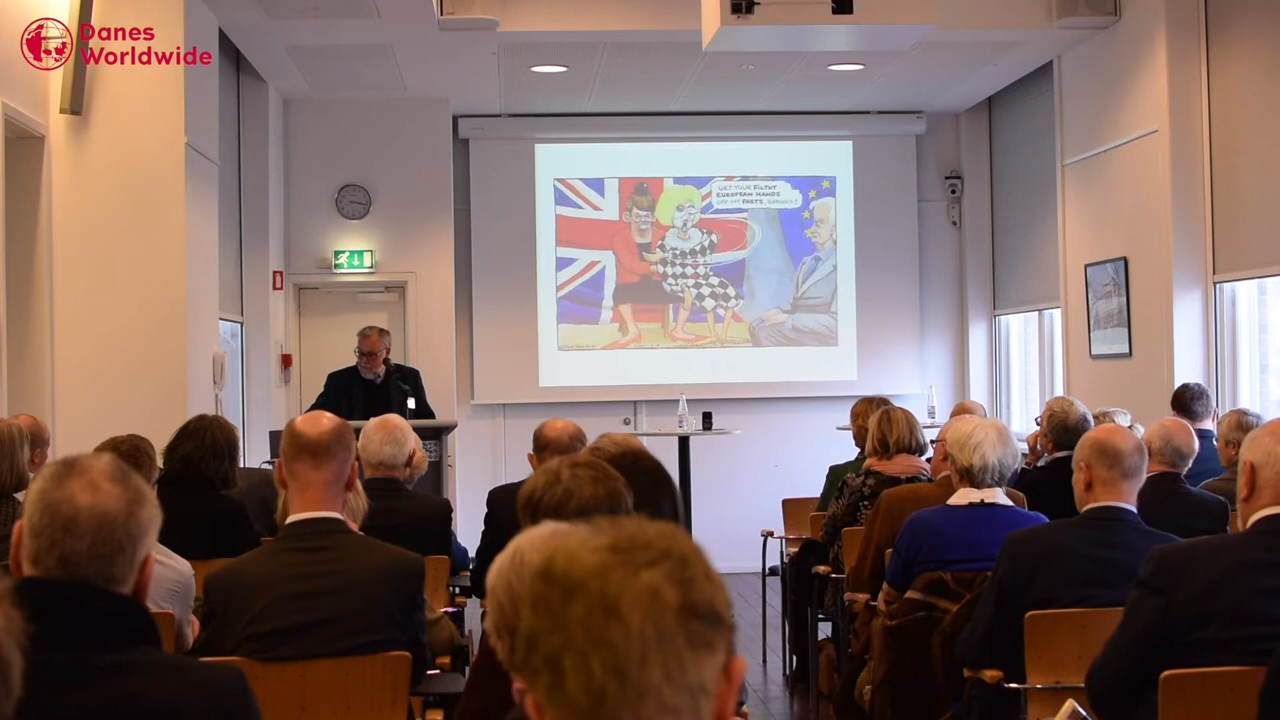 Danes
Worldwide
GET YOUR FILTHY
EUROPEAN HANDS
OFF MY PARTS,